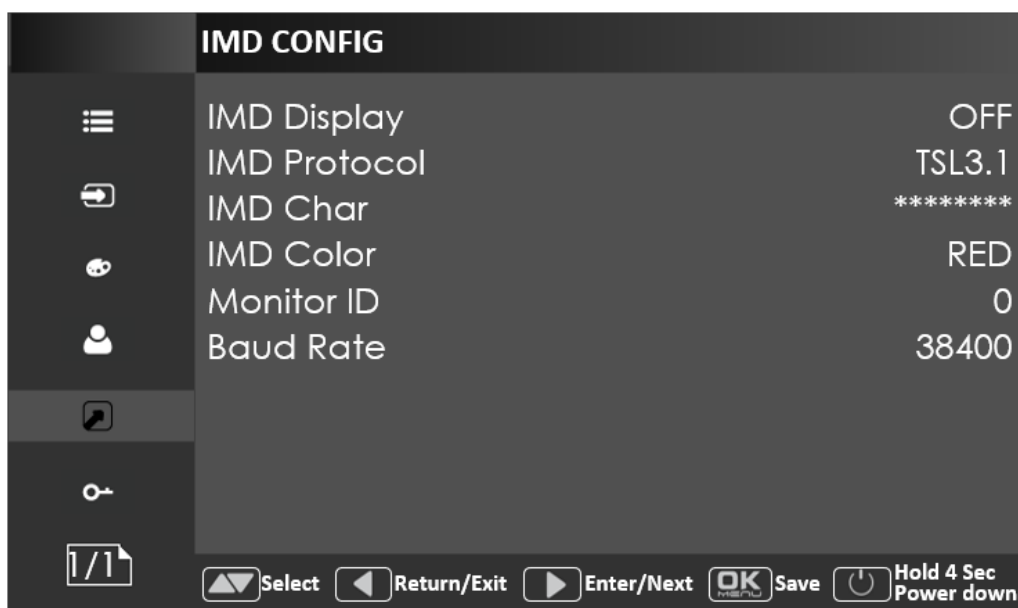 IMD CONFIG
IMD Display OFF
IMD Protocol TSL3.1
IMD Char ********
IMD Color RED
Monitor ID 0
Baud Rate 38400
1/1
Select Return/Exit Enter/Next OK MENU Save Hold 4 Sec
Power down